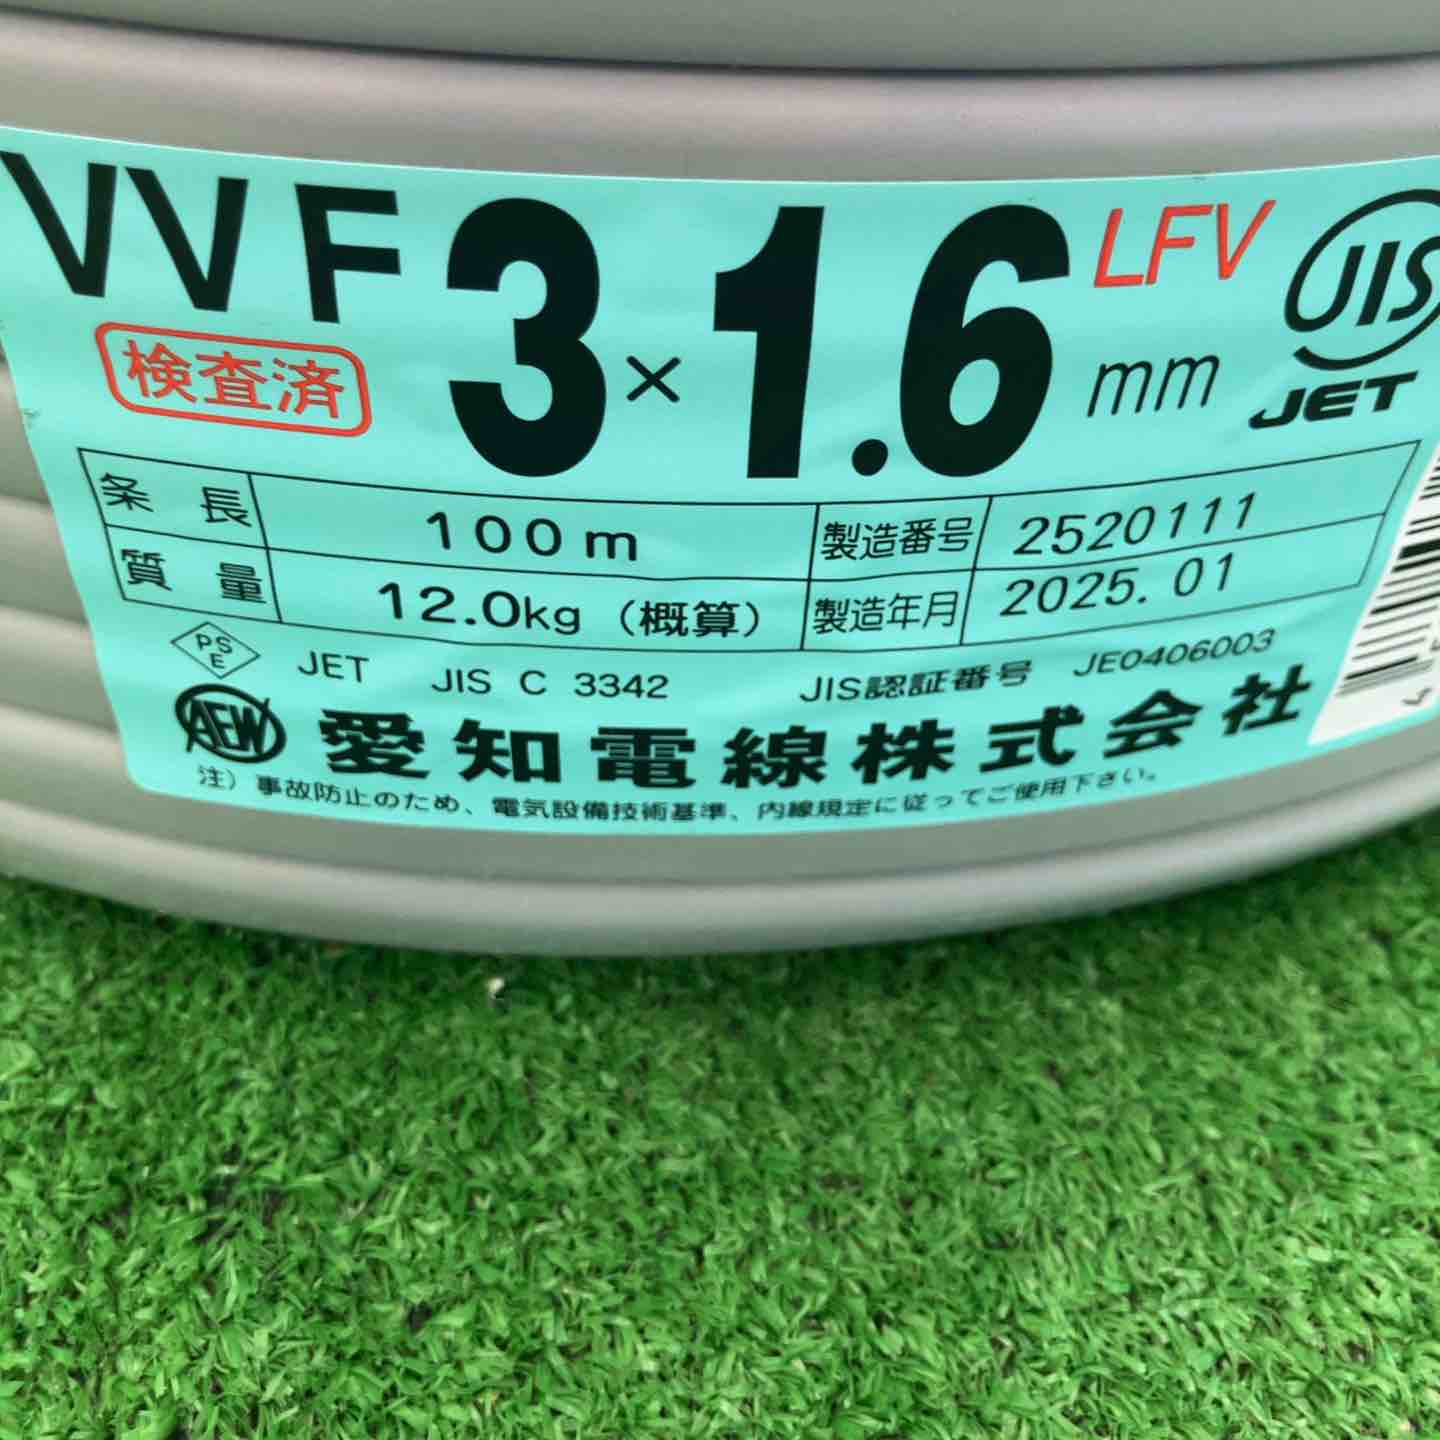 VVF 3×1.6 mm LFV JIS
検査済 JET
条長 100m 製造番号 2520111
質量 12.0kg (概算) 製造年月 2025.01
PSE JET JIS C 3342 JIS認証番号 JE0406003
AEW 愛知電線株式会社
注) 事故防止のため、電気設備技術基準、内線規定に従ってご使用下さい。